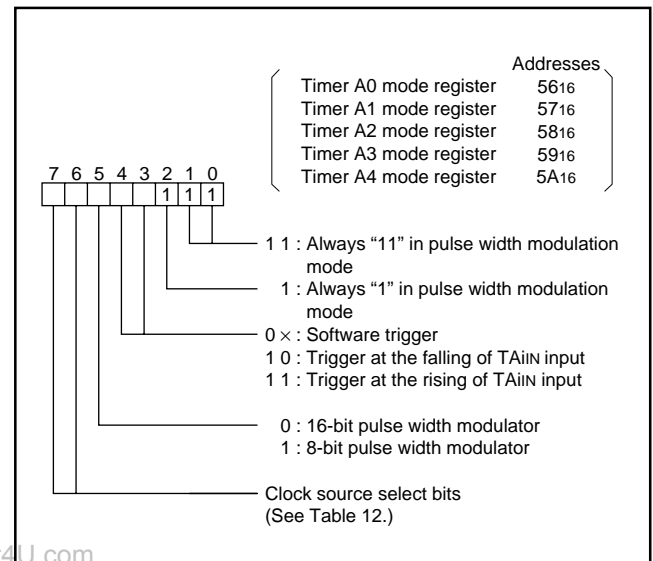 Addresses
Timer A0 mode register 5616
Timer A1 mode register 5716
Timer A2 mode register 5816
Timer A3 mode register 5916
Timer A4 mode register 5A16
7 6 5 4 3 2 1 0
1 1 1
1 1 : Always “11” in pulse width modulation
mode
1 : Always “1” in pulse width modulation
mode
0 × : Software trigger
1 0 : Trigger at the falling of TAiIN input
1 1 : Trigger at the rising of TAiIN input
0 : 16-bit pulse width modulator
1 : 8-bit pulse width modulator
Clock source select bits
(See Table 12.)
4U.com